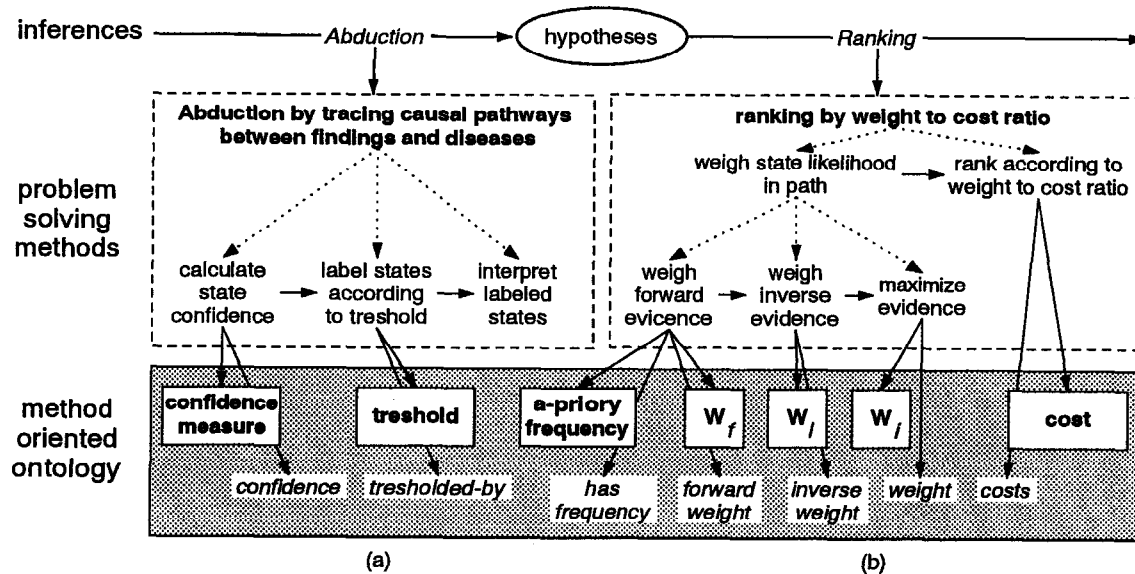 inferences
Abduction
hypotheses
Ranking
problem
solving
methods
Abduction by tracing causal pathways
between findings and diseases
calculate
state
confidence
label states
according
to treshold
interpret
labeled
states
ranking by weight to cost ratio
weigh state likelihood
in path
rank according to
weight to cost ratio
weigh
forward
evicence
weigh
inverse
evidence
maximize
evidence
method
oriented
ontology
confidence
measure
treshold
a-priory
frequency
W f
W i
W i
cost
confidence
tresholded-by
has
frequency
forward
weight
inverse
weight
weight
costs
(a)
(b)